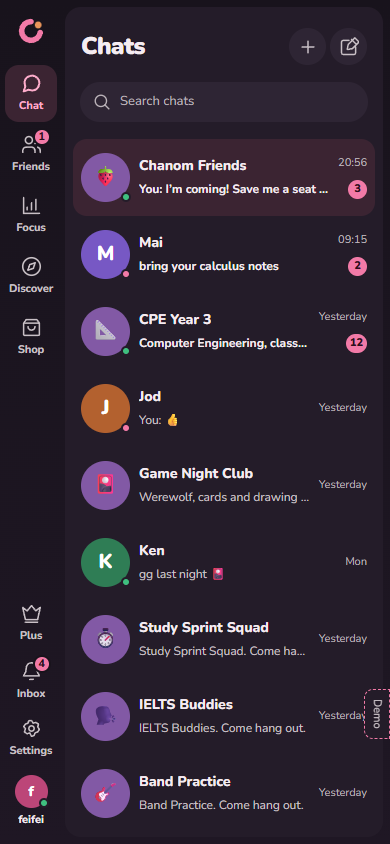 Chats
Chat
1
Friends
Focus
Discover
Shop
Plus
4
Inbox
Settings
f
feifei
Search chats
Chanom Friends 20:56
You: I'm coming! Save me a seat ... 3
M
Mai 09:15
bring your calculus notes 2
CPE Year 3 Yesterday
Computer Engineering, class... 12
J
Jod Yesterday
You: 👍
Game Night Club Yesterday
Werewolf, cards and drawing ...
K
Ken Mon
gg last night 🎴
Study Sprint Squad Yesterday
Study Sprint Squad. Come ha...
IELTS Buddies Yesterday
IELTS Buddies. Come hang out.
Demo
Band Practice Yesterday
Band Practice. Come hang out.